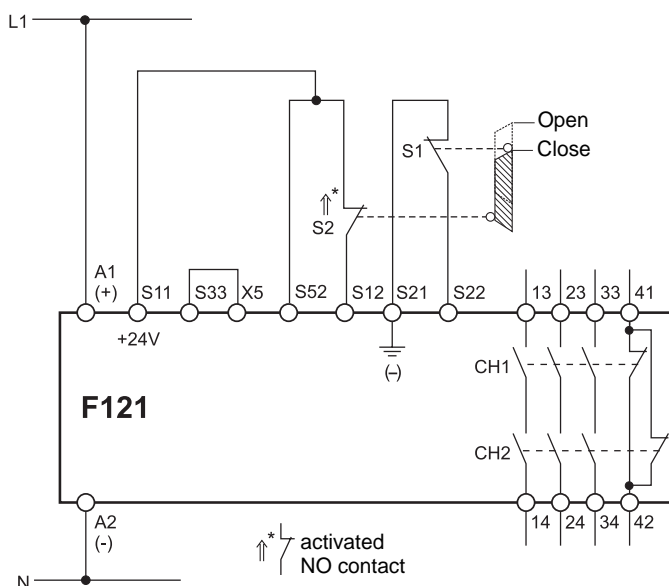 L1
Open
Close
S1
*
S2
A1
(+)
S11
S33
X5
S52
S12
S21
S22
13
23
33
41
+24V
(–)
CH1
F121
CH2
A2
(-)
14
24
34
42
* activated
NO contact
N